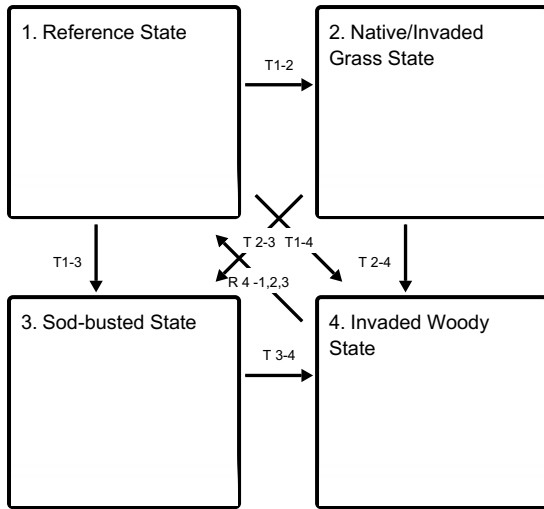 1. Reference State
2. Native/Invaded
Grass State
T1-2
T1-3
T 2-3
T1-4
T 2-4
R 4 -1,2,3
3. Sod-busted State
4. Invaded Woody
State
T 3-4